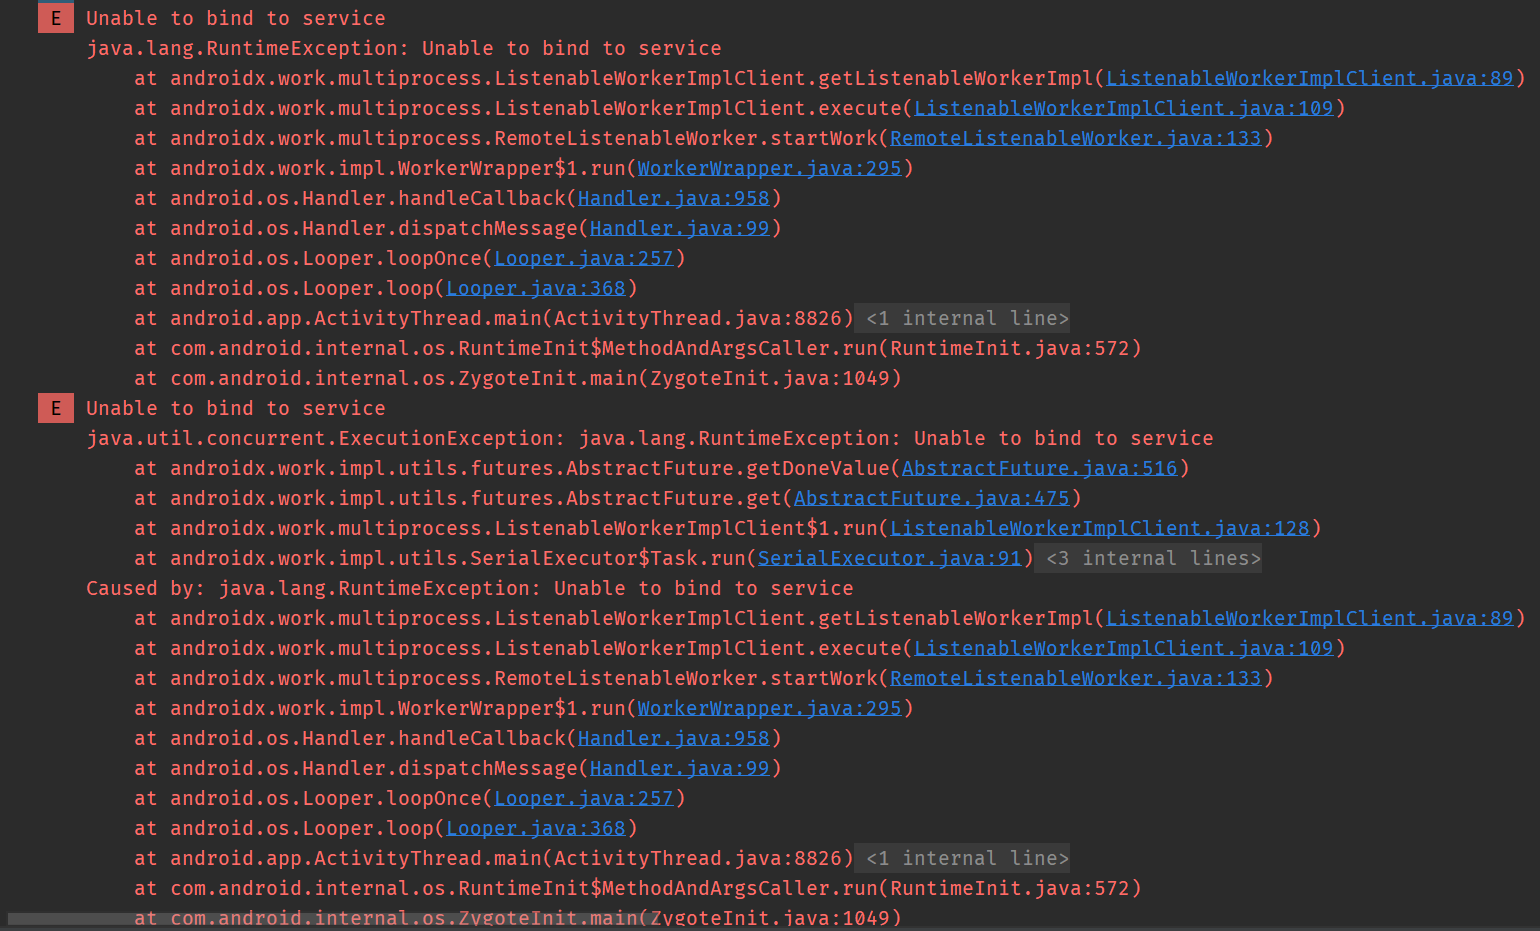 E Unable to bind to service
java.lang.RuntimeException: Unable to bind to service
at androidx.work.multiprocess.ListenableWorkerImplClient.getListenableWorkerImpl(ListenableWorkerImplClient.java:89)
at androidx.work.multiprocess.ListenableWorkerImplClient.execute(ListenableWorkerImplClient.java:109)
at androidx.work.multiprocess.RemoteListenableWorker.startWork(RemoteListenableWorker.java:133)
at androidx.work.impl.WorkerWrapper$1.run(WorkerWrapper.java:295)
at android.os.Handler.handleCallback(Handler.java:958)
at android.os.Handler.dispatchMessage(Handler.java:99)
at android.os.Looper.loopOnce(Looper.java:257)
at android.os.Looper.loop(Looper.java:368)
at android.app.ActivityThread.main(ActivityThread.java:8826) <1 internal line>
at com.android.internal.os.RuntimeInit$MethodAndArgsCaller.run(RuntimeInit.java:572)
at com.android.internal.os.ZygoteInit.main(ZygoteInit.java:1049)
E Unable to bind to service
java.util.concurrent.ExecutionException: java.lang.RuntimeException: Unable to bind to service
at androidx.work.impl.utils.futures.AbstractFuture.getDoneValue(AbstractFuture.java:516)
at androidx.work.impl.utils.futures.AbstractFuture.get(AbstractFuture.java:475)
at androidx.work.multiprocess.ListenableWorkerImplClient$1.run(ListenableWorkerImplClient.java:128)
at androidx.work.impl.utils.SerialExecutor$Task.run(SerialExecutor.java:91) <3 internal lines>
Caused by: java.lang.RuntimeException: Unable to bind to service
at androidx.work.multiprocess.ListenableWorkerImplClient.getListenableWorkerImpl(ListenableWorkerImplClient.java:89)
at androidx.work.multiprocess.ListenableWorkerImplClient.execute(ListenableWorkerImplClient.java:109)
at androidx.work.multiprocess.RemoteListenableWorker.startWork(RemoteListenableWorker.java:133)
at androidx.work.impl.WorkerWrapper$1.run(WorkerWrapper.java:295)
at android.os.Handler.handleCallback(Handler.java:958)
at android.os.Handler.dispatchMessage(Handler.java:99)
at android.os.Looper.loopOnce(Looper.java:257)
at android.os.Looper.loop(Looper.java:368)
at android.app.ActivityThread.main(ActivityThread.java:8826) <1 internal line>
at com.android.internal.os.RuntimeInit$MethodAndArgsCaller.run(RuntimeInit.java:572)
at com.android.internal.os.ZygoteInit.main(ZygoteInit.java:1049)